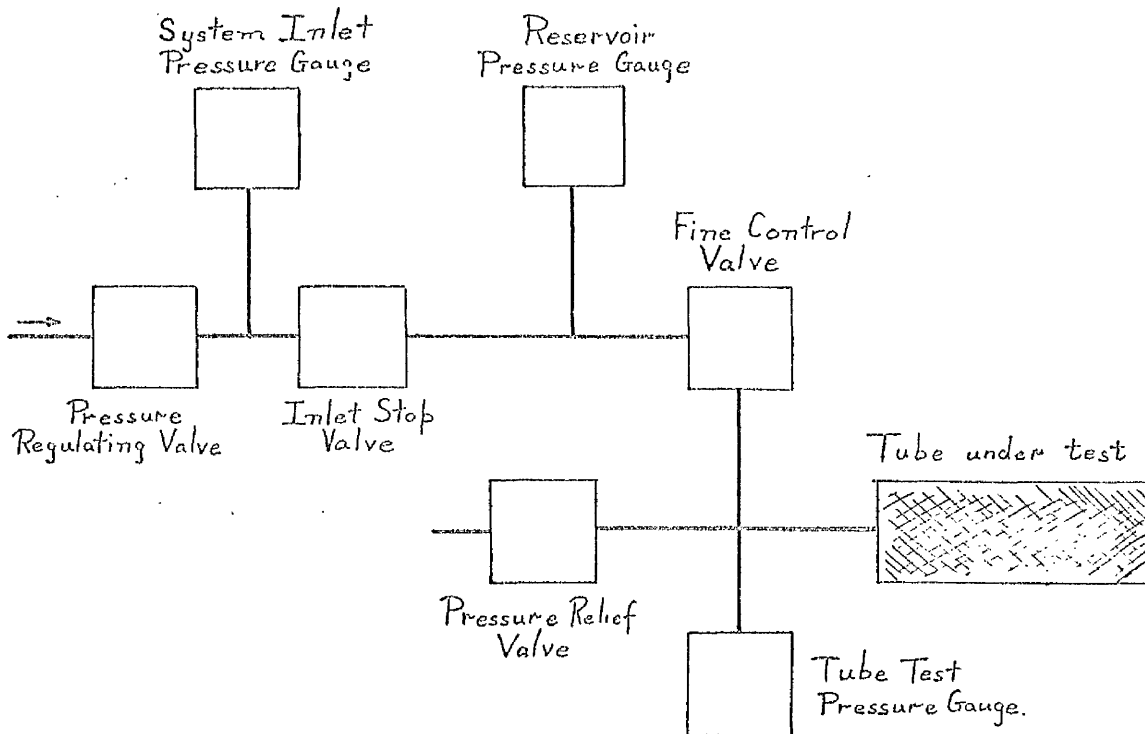 System Inlet
Pressure Gauge
Reservoir
Pressure Gauge
Fine Control
Valve
Pressure
Regulating Valve
Inlet Stop
Valve
Tube under test
Pressure Relief
Valve
Tube Test
Pressure Gauge.